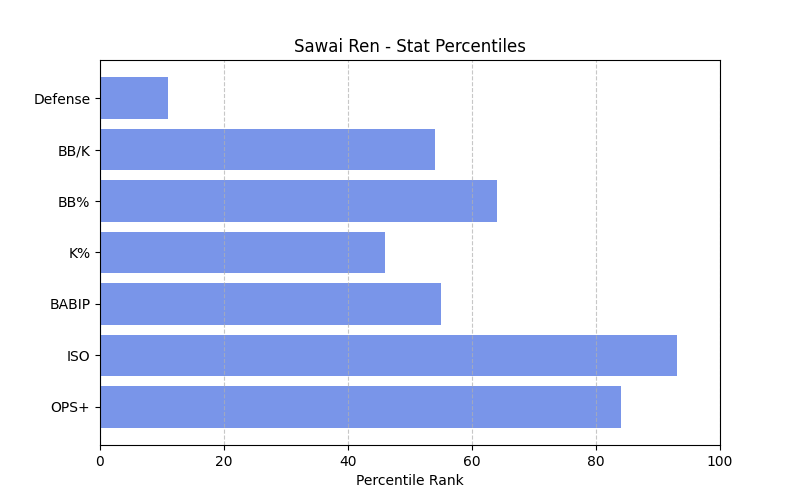 Sawai Ren - Stat Percentiles
Defense
BB/K
BB%
K%
BABIP
ISO
OPS+
0 20 40 60 80 100
Percentile Rank